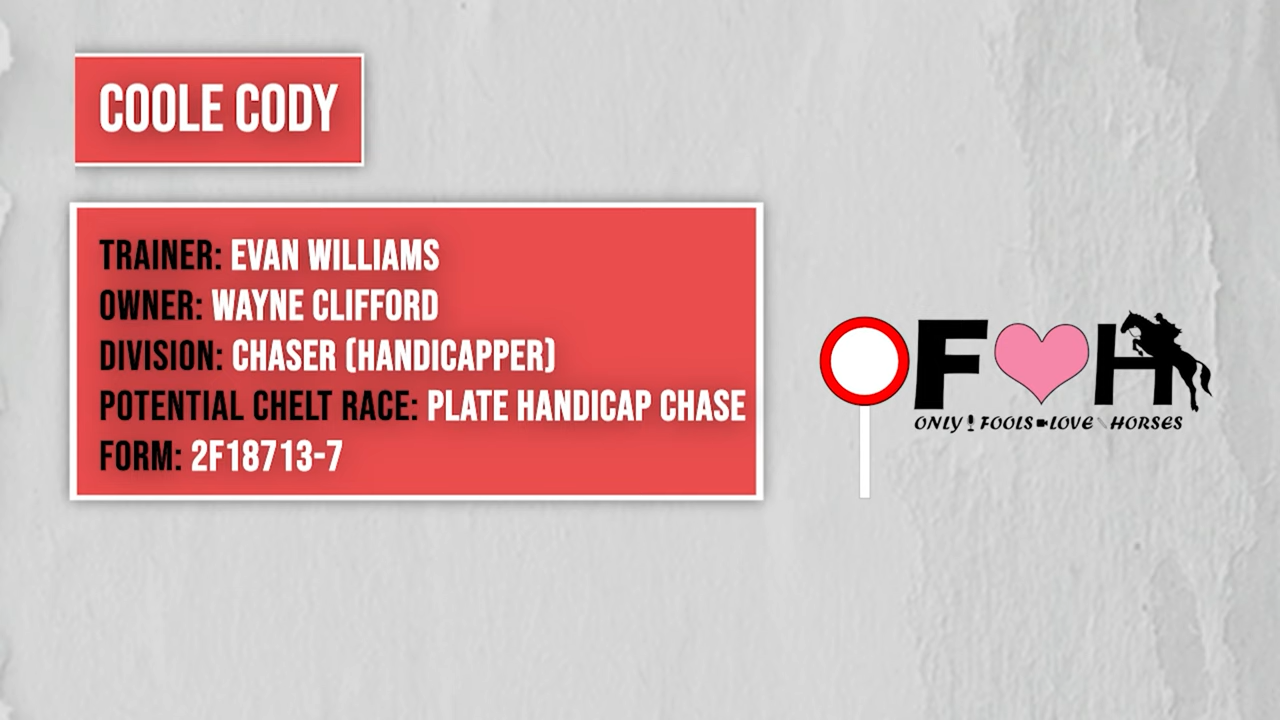 COOLE CODY
TRAINER: EVAN WILLIAMS
OWNER: WAYNE CLIFFORD
DIVISION: CHASER (HANDICAPPER)
POTENTIAL CHELT RACE: PLATE HANDICAP CHASE
FORM: 2F18713-7
OF H
ONLY FOOLS LOVE HORSES